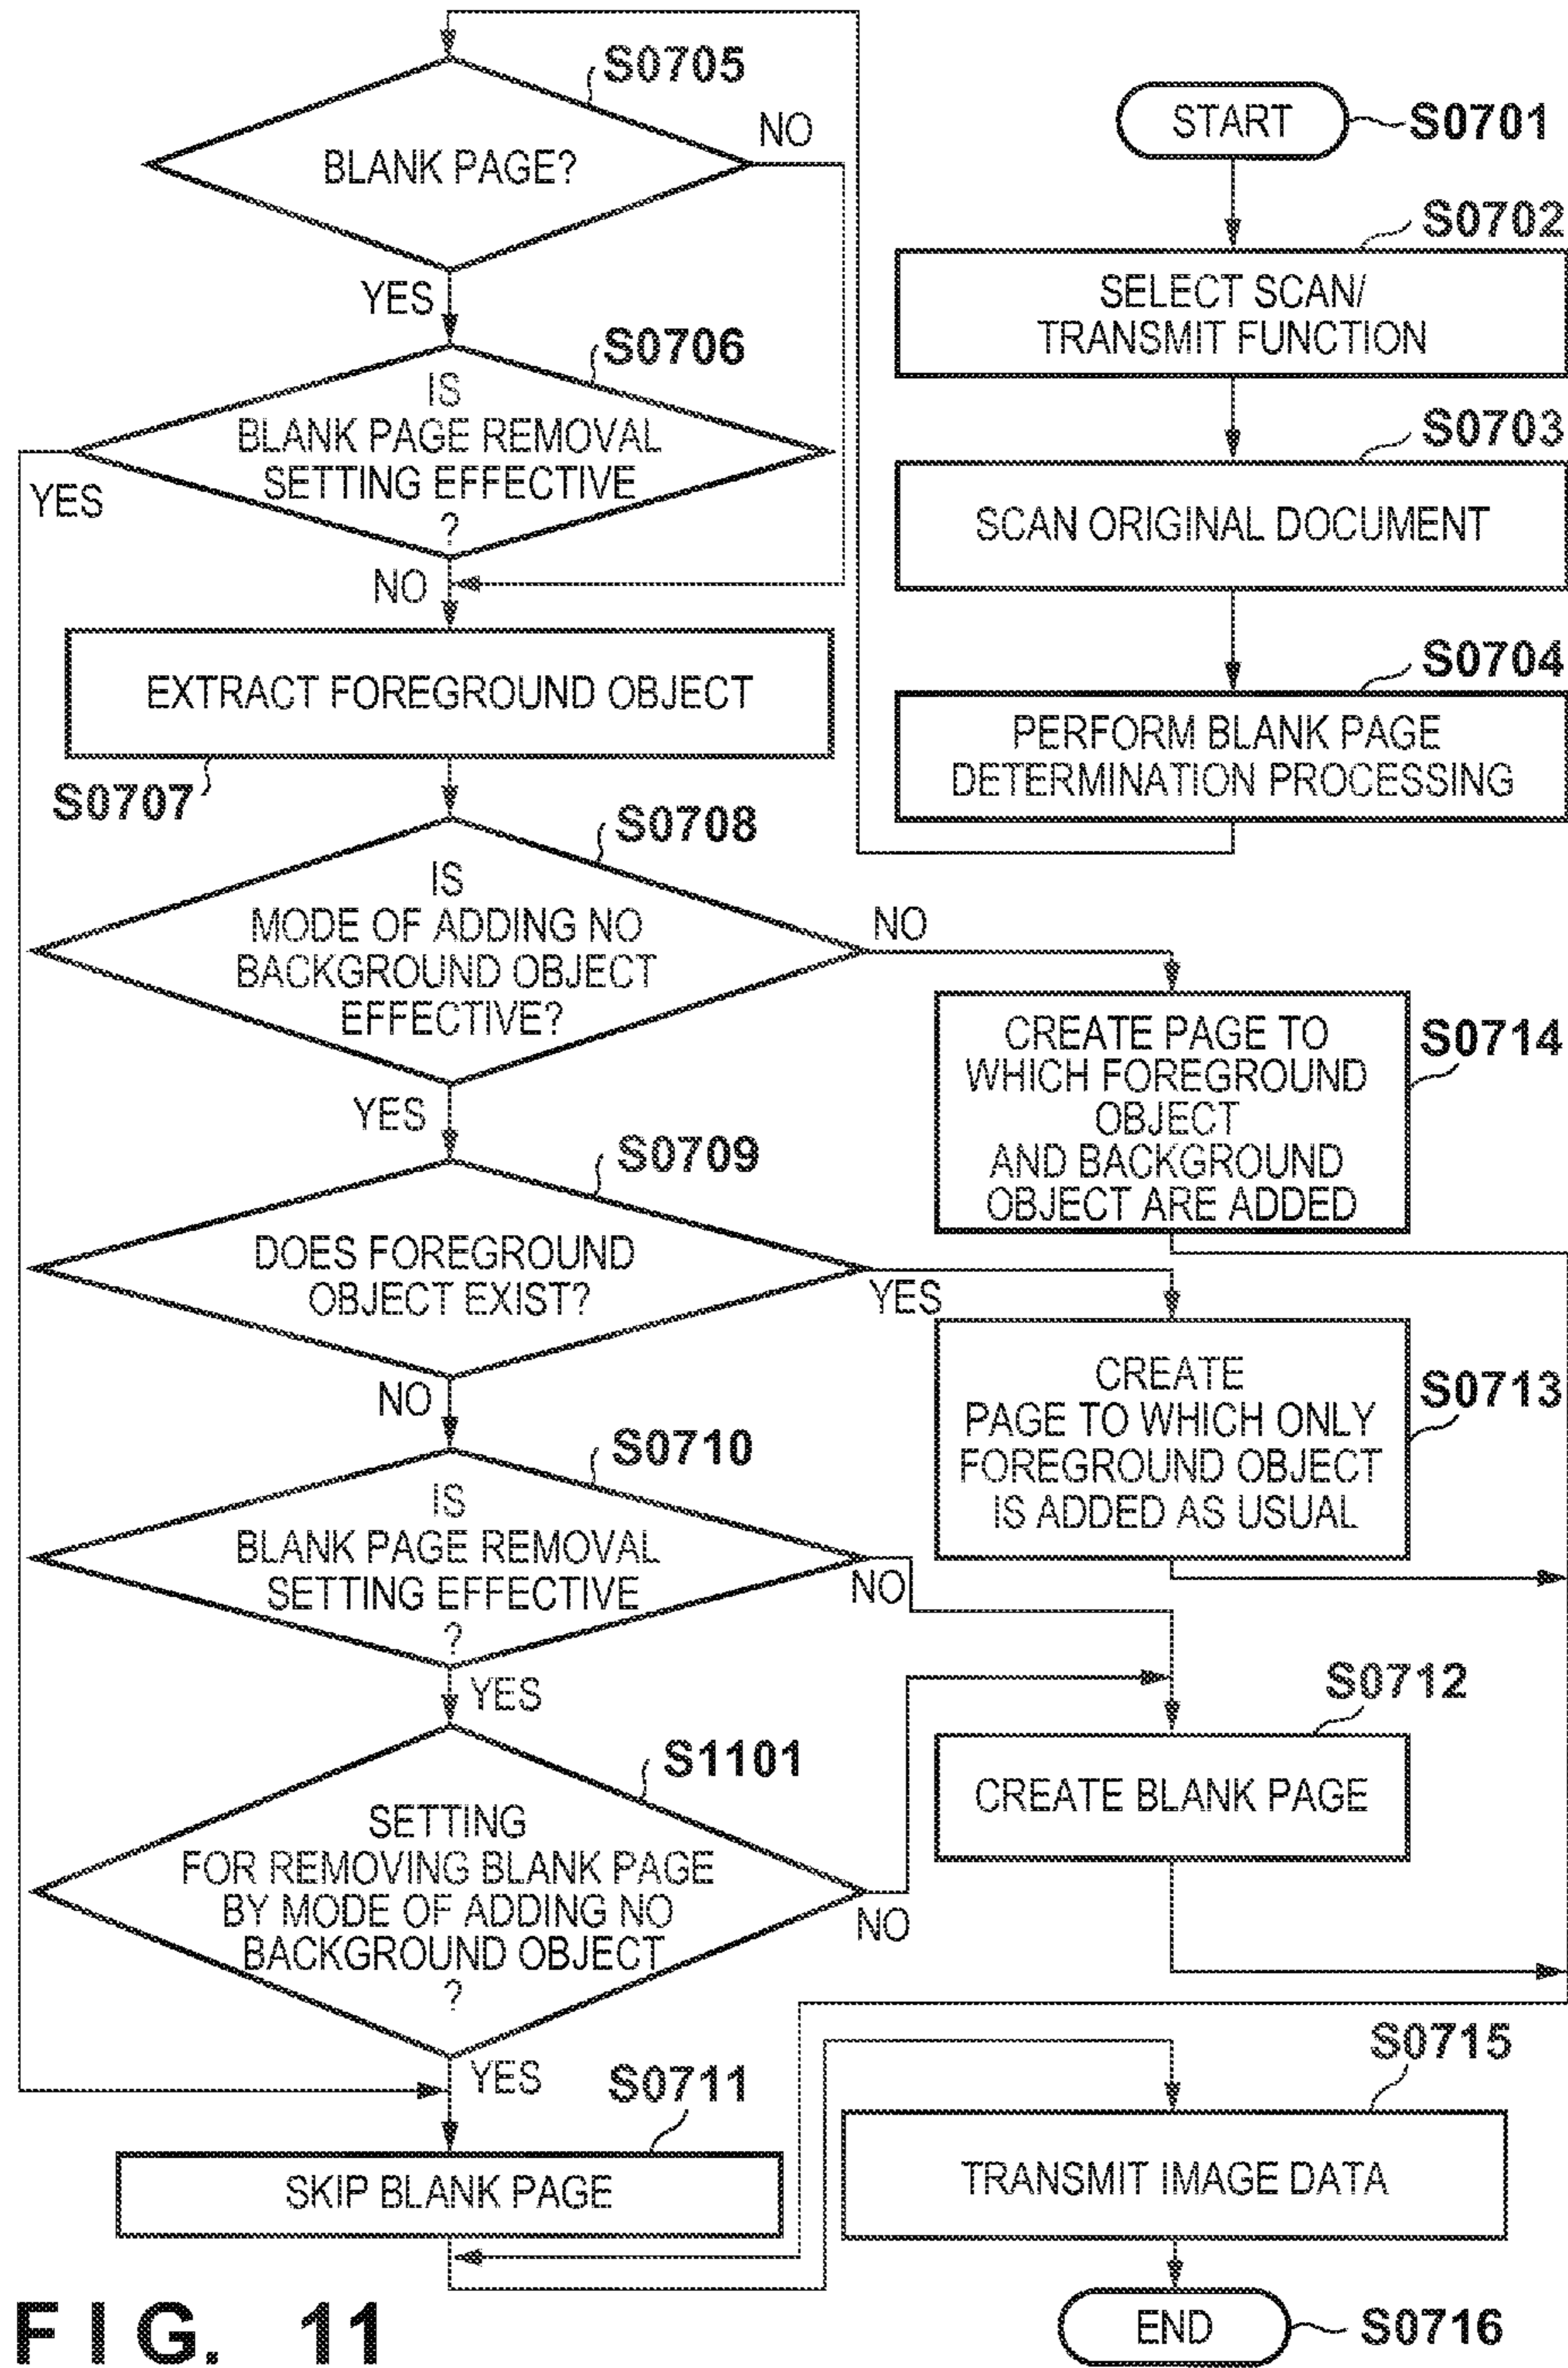 START
S0701
S0702
SELECT SCAN/
TRANSMIT FUNCTION
S0703
SCAN ORIGINAL DOCUMENT
S0704
PERFORM BLANK PAGE
DETERMINATION PROCESSING
S0705
BLANK PAGE?
NO
YES
S0706
IS
BLANK PAGE REMOVAL
SETTING EFFECTIVE
?
YES
NO
EXTRACT FOREGROUND OBJECT
S0707
S0708
IS
MODE OF ADDING NO
BACKGROUND OBJECT
EFFECTIVE?
NO
YES
S0714
CREATE PAGE TO
WHICH FOREGROUND
OBJECT
AND BACKGROUND
OBJECT ARE ADDED
S0709
DOES FOREGROUND
OBJECT EXIST?
YES
NO
S0713
CREATE
PAGE TO WHICH ONLY
FOREGROUND OBJECT
IS ADDED AS USUAL
S0710
IS
BLANK PAGE REMOVAL
SETTING EFFECTIVE
?
NO
YES
S0712
CREATE BLANK PAGE
S1101
SETTING
FOR REMOVING BLANK PAGE
BY MODE OF ADDING NO
BACKGROUND OBJECT
?
NO
YES
S0711
SKIP BLANK PAGE
S0715
TRANSMIT IMAGE DATA
END
S0716
FIG. 11